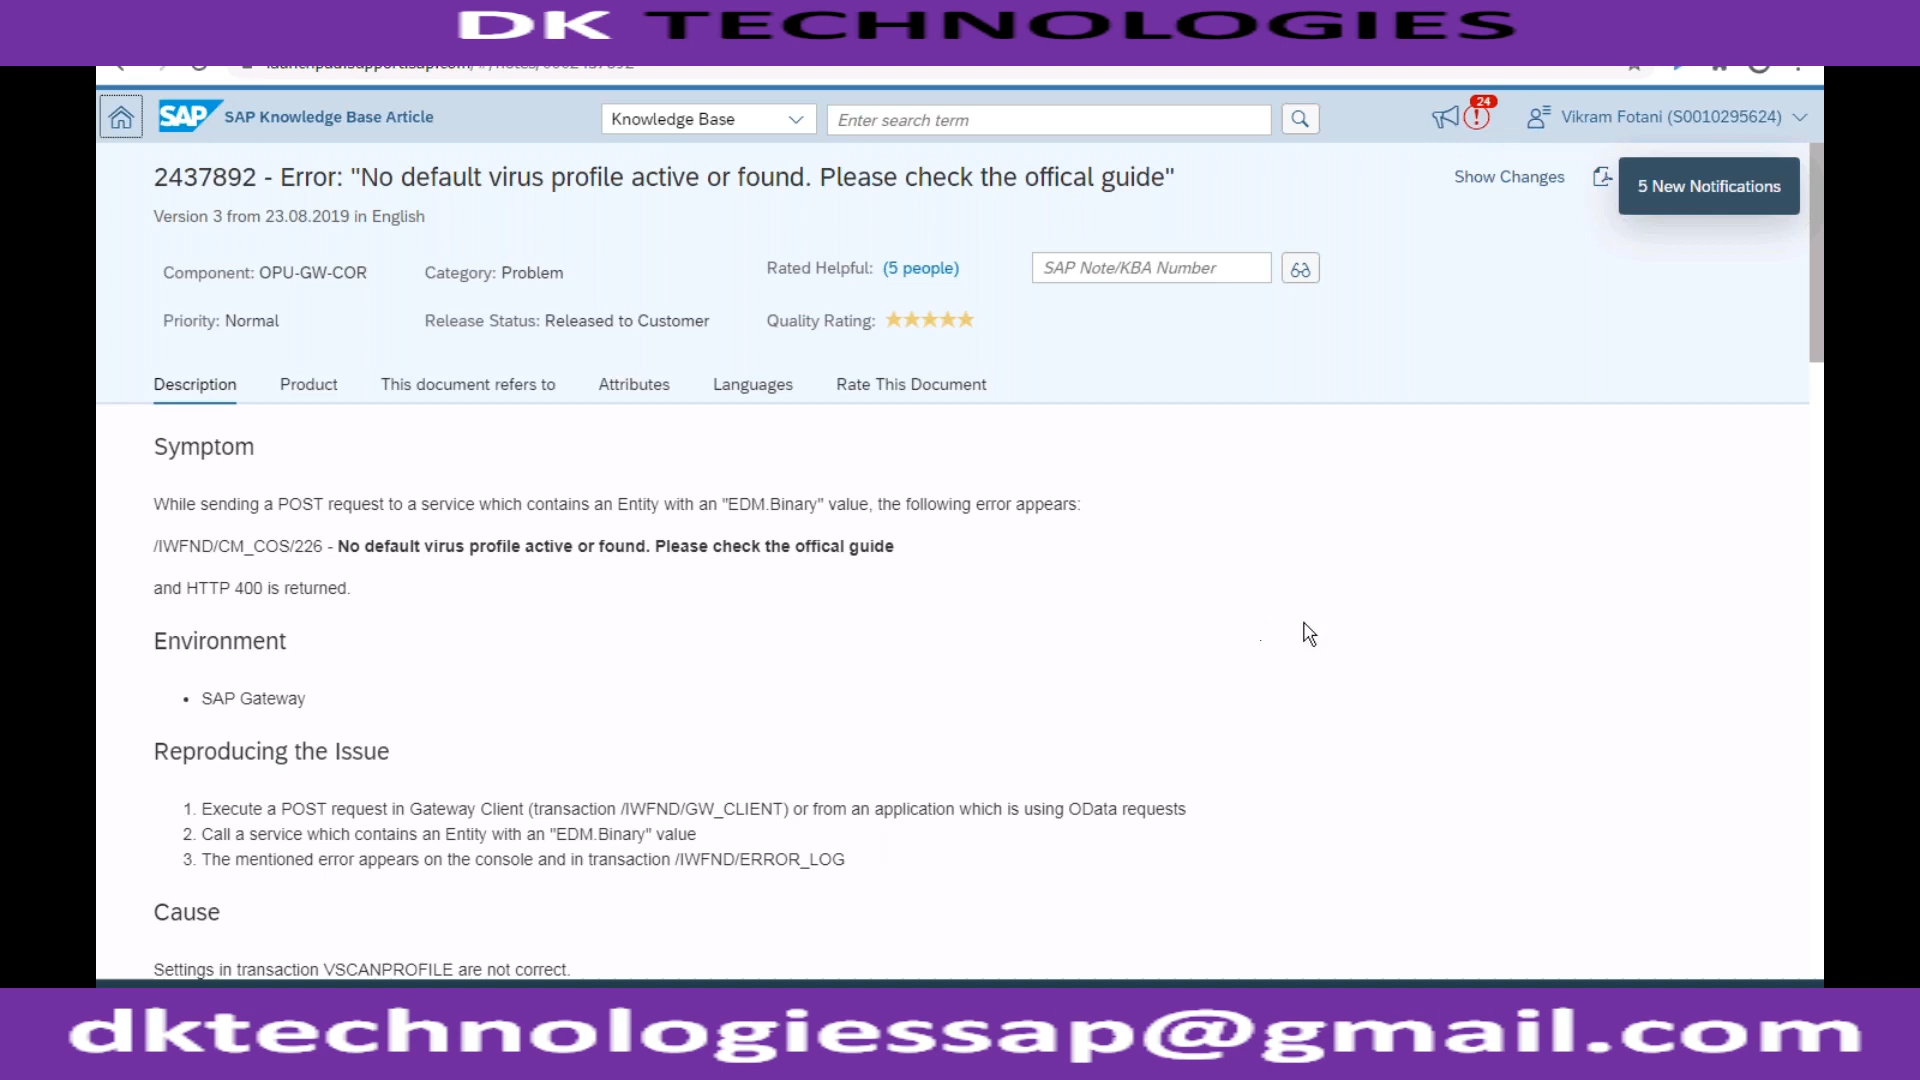 DK TECHNOLOGIES
SAP SAP Knowledge Base Article
Knowledge Base
Enter search term
24
Vikram Fotani (S0010295624)
2437892 - Error: "No default virus profile active or found. Please check the offical guide"
Show Changes
5 New Notifications
Version 3 from 23.08.2019 in English
Component: OPU-GW-COR
Category: Problem
Rated Helpful: (5 people)
SAP Note/KBA Number
Priority: Normal
Release Status: Released to Customer
Quality Rating:
Description
Product
This document refers to
Attributes
Languages
Rate This Document
Symptom
While sending a POST request to a service which contains an Entity with an "EDM.Binary" value, the following error appears:
/IWFND/CM_COS/226 - No default virus profile active or found. Please check the offical guide
and HTTP 400 is returned.
Environment
• SAP Gateway
Reproducing the Issue
1. Execute a POST request in Gateway Client (transaction /IWFND/GW_CLIENT) or from an application which is using OData requests
2. Call a service which contains an Entity with an "EDM.Binary" value
3. The mentioned error appears on the console and in transaction /IWFND/ERROR_LOG
Cause
Settings in transaction VSCANPROFILE are not correct.
dktechnologiessap@gmail.com